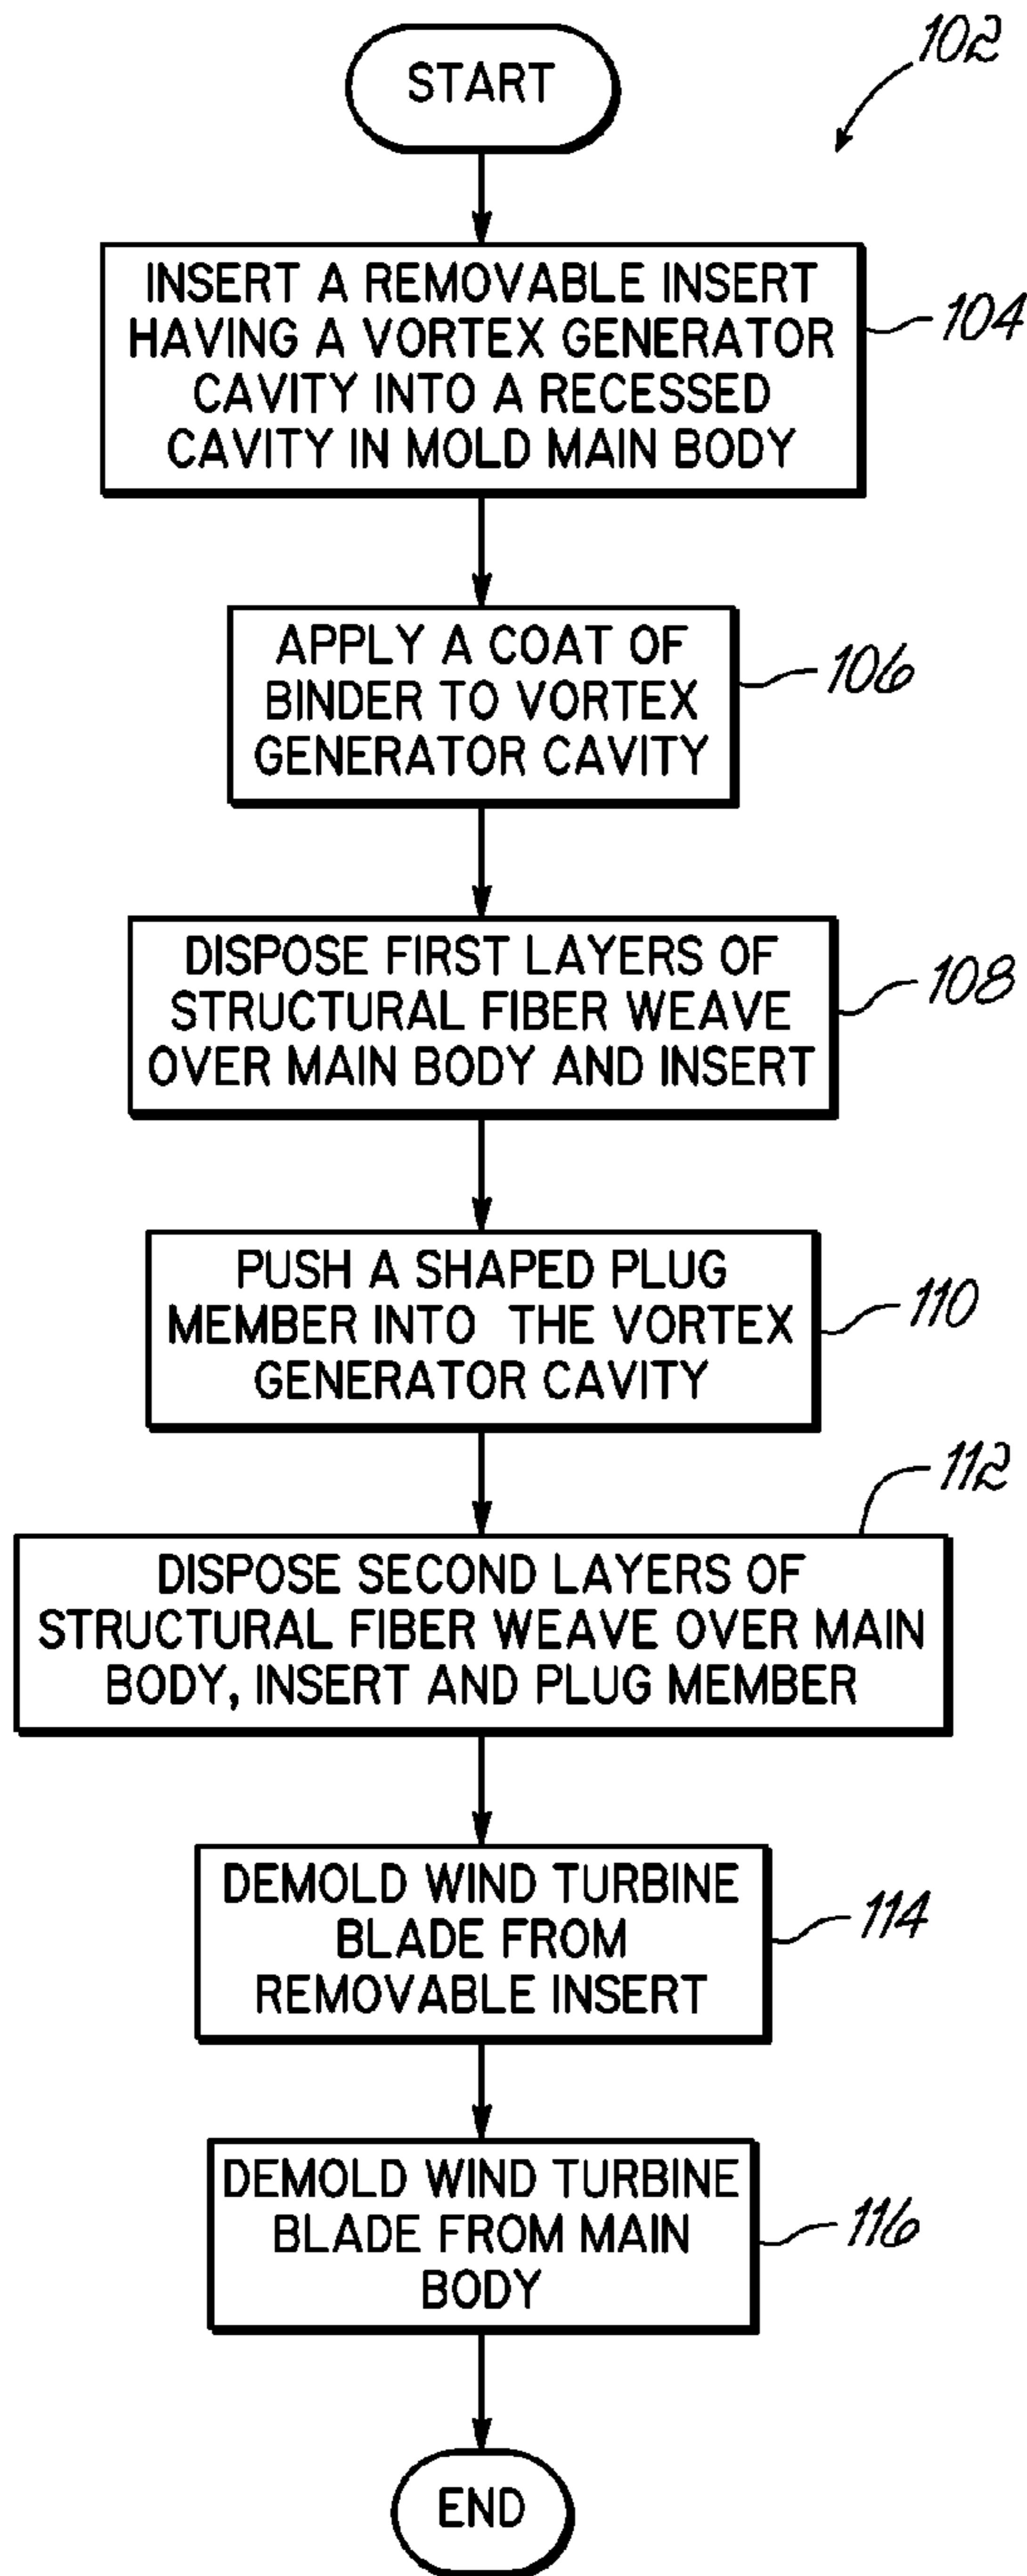 102
START
INSERT A REMOVABLE INSERT
HAVING A VORTEX GENERATOR
CAVITY INTO A RECESSED
CAVITY IN MOLD MAIN BODY
104
APPLY A COAT OF
BINDER TO VORTEX
GENERATOR CAVITY
106
DISPOSE FIRST LAYERS OF
STRUCTURAL FIBER WEAVE
OVER MAIN BODY AND INSERT
108
PUSH A SHAPED PLUG
MEMBER INTO THE VORTEX
GENERATOR CAVITY
110
112
DISPOSE SECOND LAYERS OF
STRUCTURAL FIBER WEAVE OVER MAIN
BODY, INSERT AND PLUG MEMBER
DEMOLD WIND TURBINE
BLADE FROM
REMOVABLE INSERT
114
DEMOLD WIND TURBINE
BLADE FROM MAIN
BODY
116
END